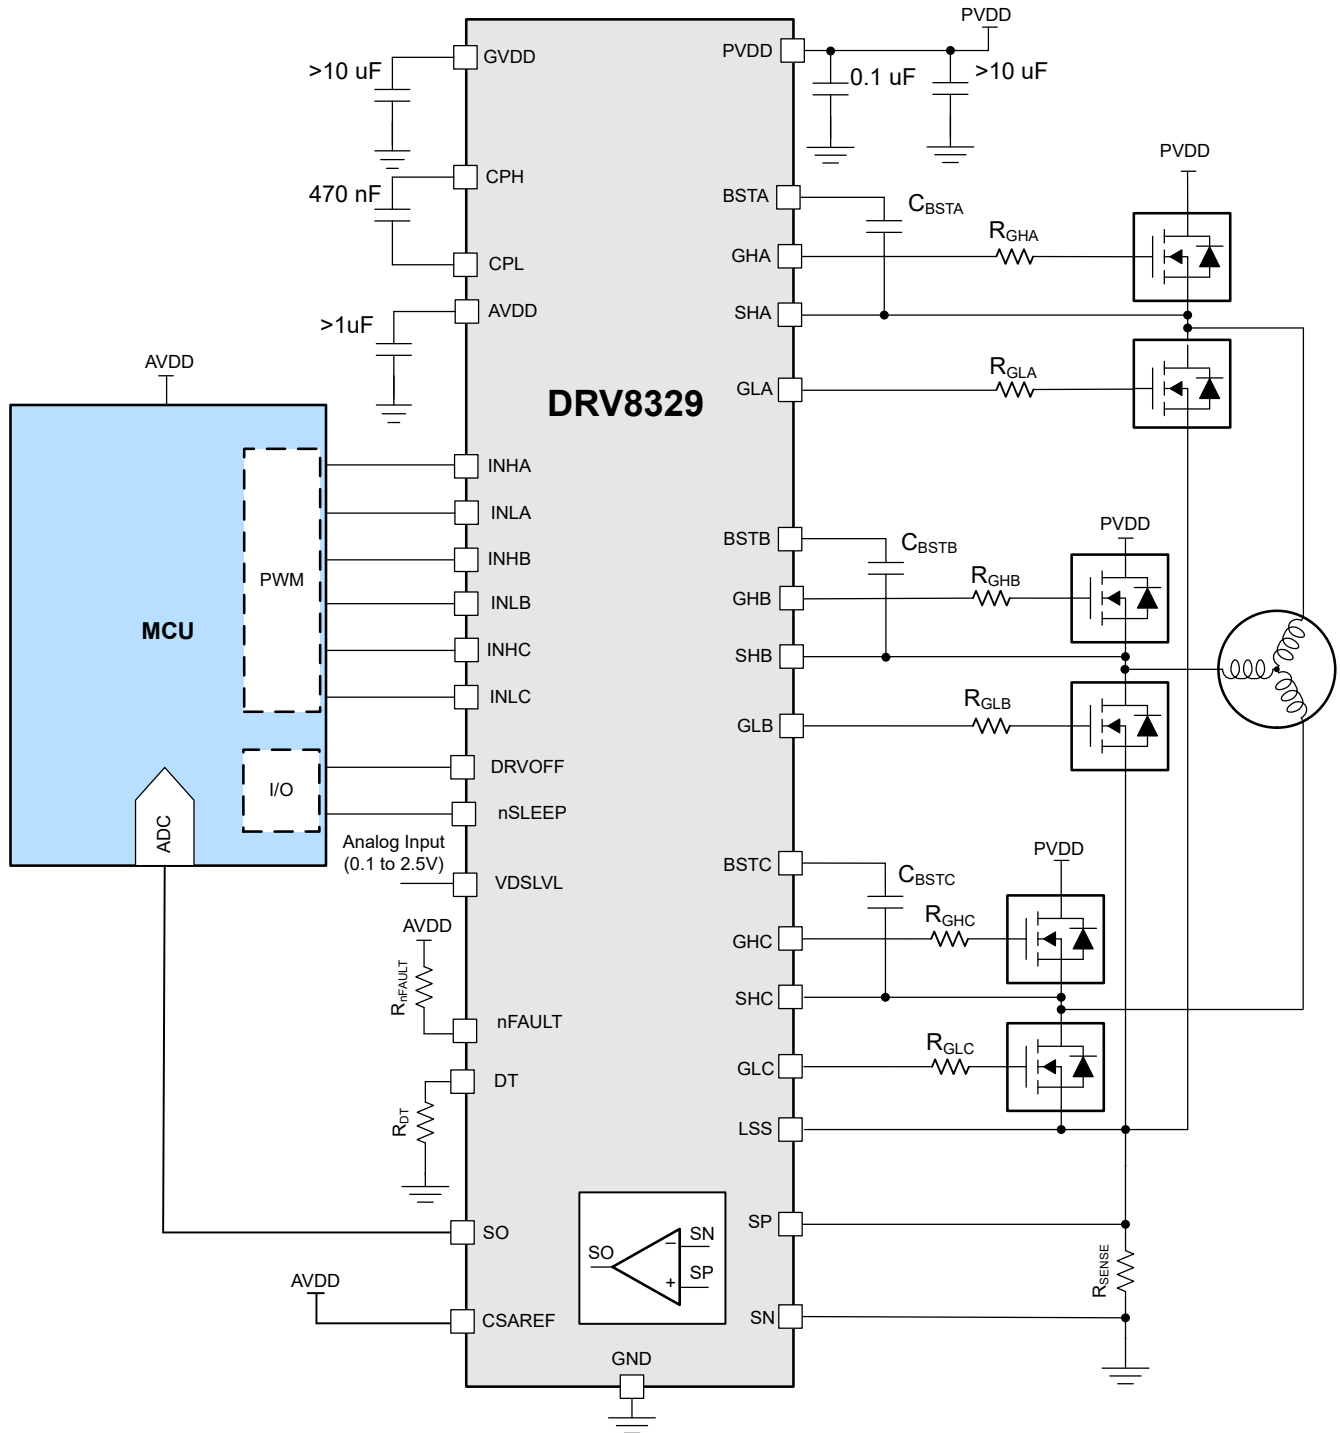 PVDD
GVDD
PVDD
>10 uF
0.1 uF
>10 uF
CPH
470 nF
CPL
AVDD
>1uF
BSTA
CBSTA
PVDD
GHA
RGHA
SHA
GLA
RGLA
DRV8329
AVDD
MCU
PWM
I/O
ADC
INHA
INLA
INHB
INLB
INHC
INLC
DRVOFF
nSLEEP
Analog Input
(0.1 to 2.5V)
VDSLVL
AVDD
RnFAULT
nFAULT
DT
RDT
SO
AVDD
CSAREF
BSTB
CBSTB
PVDD
GHB
RGHB
SHB
GLB
RGLB
BSTC
CBSTC
PVDD
GHC
RGHC
SHC
GLC
RGLC
LSS
SP
RSENSE
SN
SO
SN
SP
−
+
GND